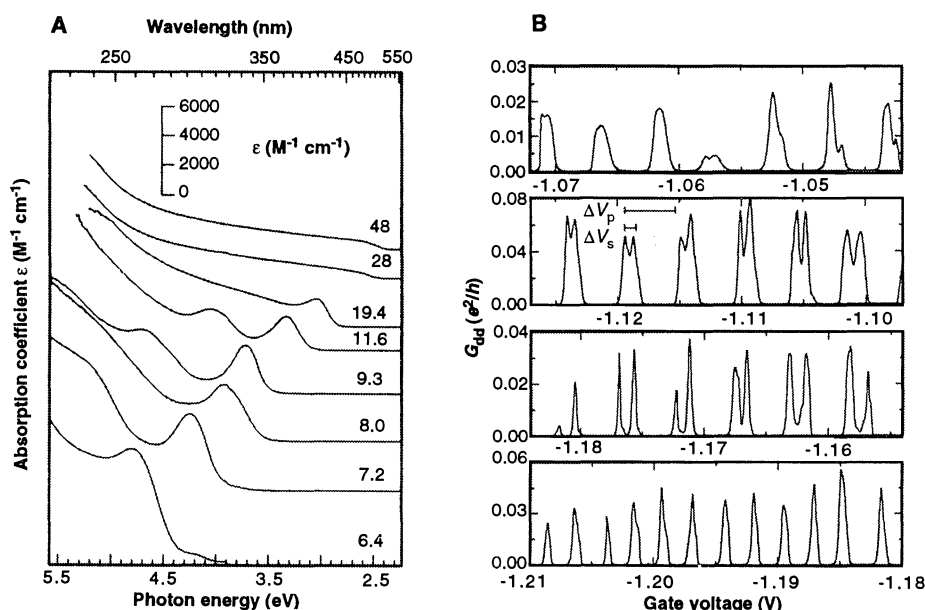 A
Wavelength (nm)
250 350 450 550
6000
4000
2000
0
ε (M-1 cm-1)
Absorption coefficient ε (M-1 cm-1)
48
28
19.4
11.6
9.3
8.0
7.2
6.4
5.5 4.5 3.5 2.5
Photon energy (eV)
B
0.03
0.02
0.01
0.00
-1.07 -1.06 -1.05
0.08
0.04
0.00
ΔVp
ΔVs
-1.12 -1.11 -1.10
Gdd (e2/h)
0.04
0.02
0.00
-1.18 -1.17 -1.16
0.06
0.03
0.00
-1.21 -1.20 -1.19 -1.18
Gate voltage (V)